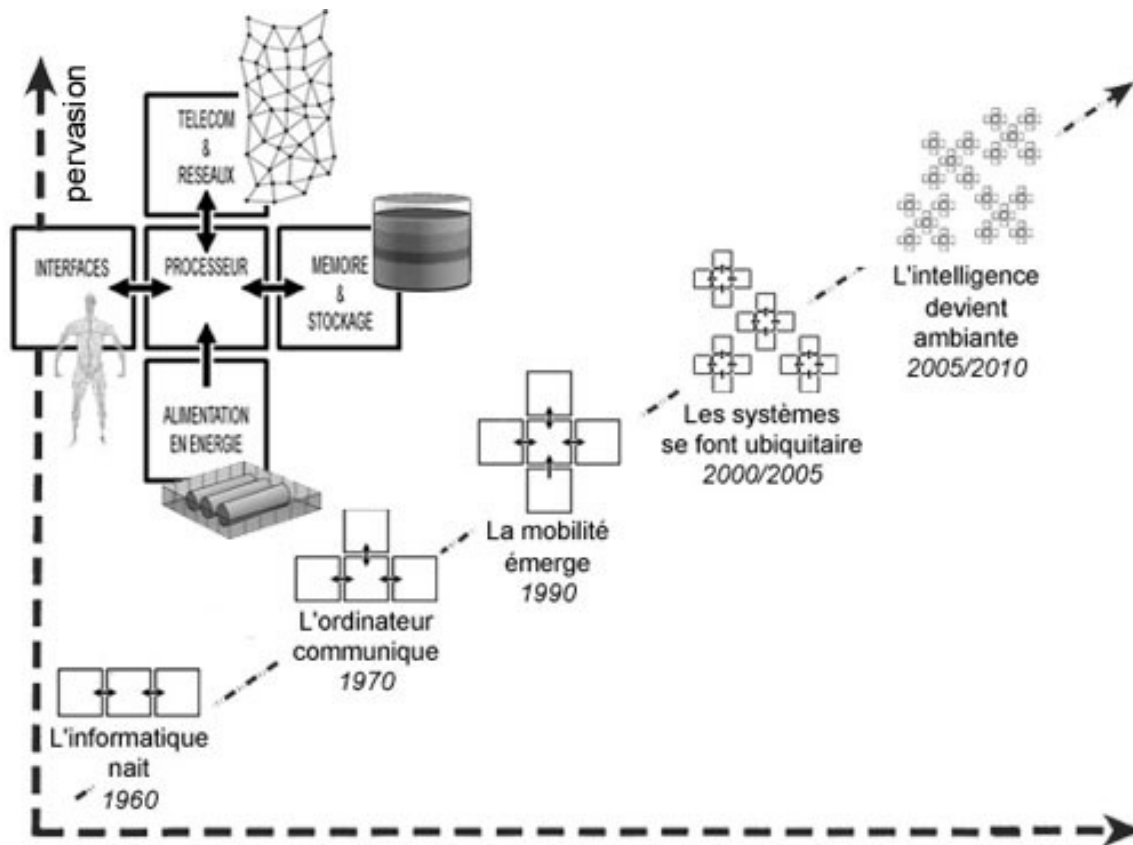 pervasion
TELECOM
&
RESEAUX
INTERFACES
PROCESSEUR
MEMOIRE
&
STOCKAGE
ALIMENTATION
EN ENERGIE
L'informatique
nait
1960
L'ordinateur
communique
1970
La mobilité
émerge
1990
Les systèmes
se font ubiquitaire
2000/2005
L'intelligence
devient
ambiante
2005/2010